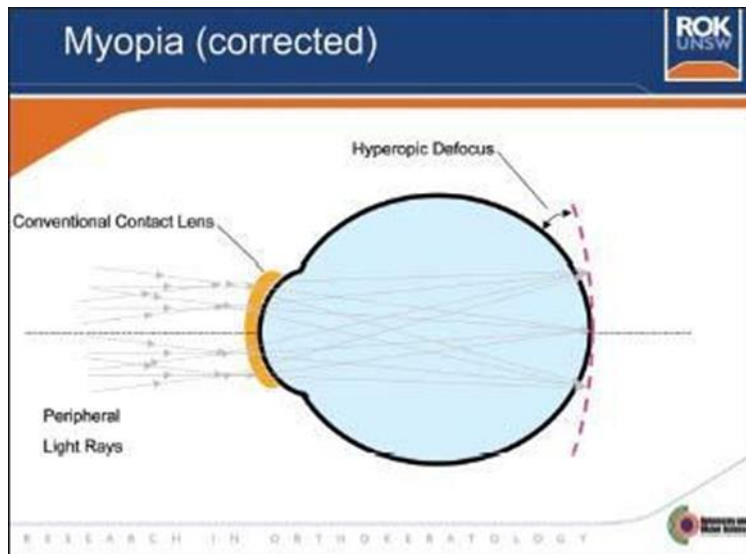 Myopia (corrected)
ROK
UNSW
Hyperopic Defocus
Conventional Contact Lens
Peripheral
Light Rays
RESEARCH IN ORTHOKERATOLOGY